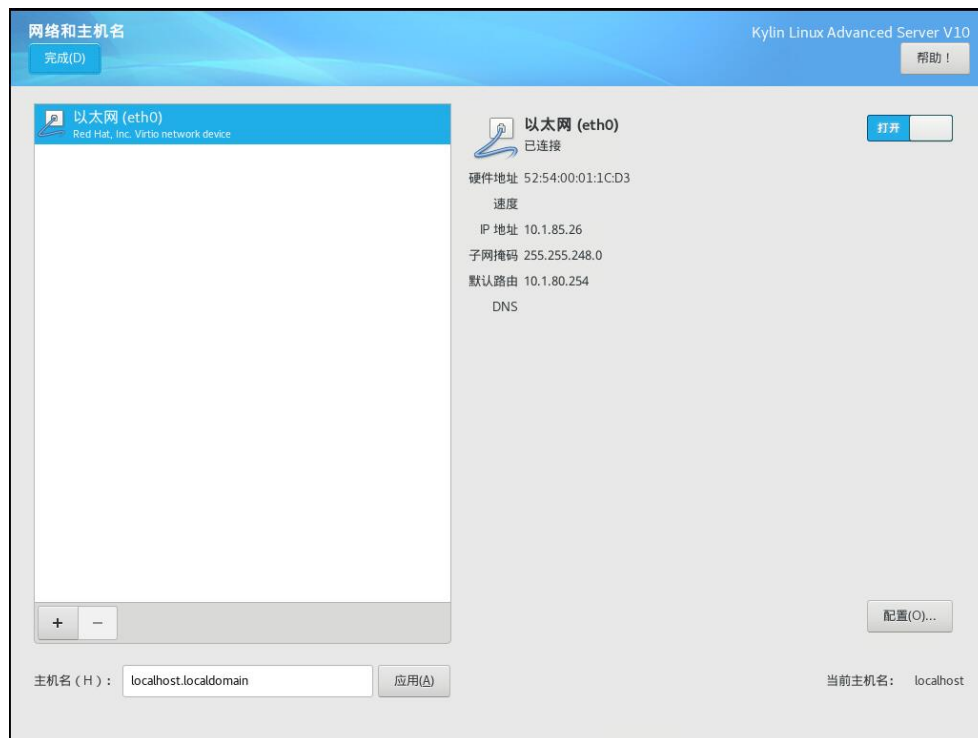 网络和主机名
Kylin Linux Advanced Server V10
完成(D)
帮助！
以太网 (eth0)
Red Hat, Inc. Virtio network device
以太网 (eth0)
已连接
打开
硬件地址 52:54:00:01:1C:D3
速度
IP 地址 10.1.85.26
子网掩码 255.255.248.0
默认路由 10.1.80.254
DNS
+ −
配置(O)...
主机名（H）： localhost.localdomain 应用(A)
当前主机名： localhost